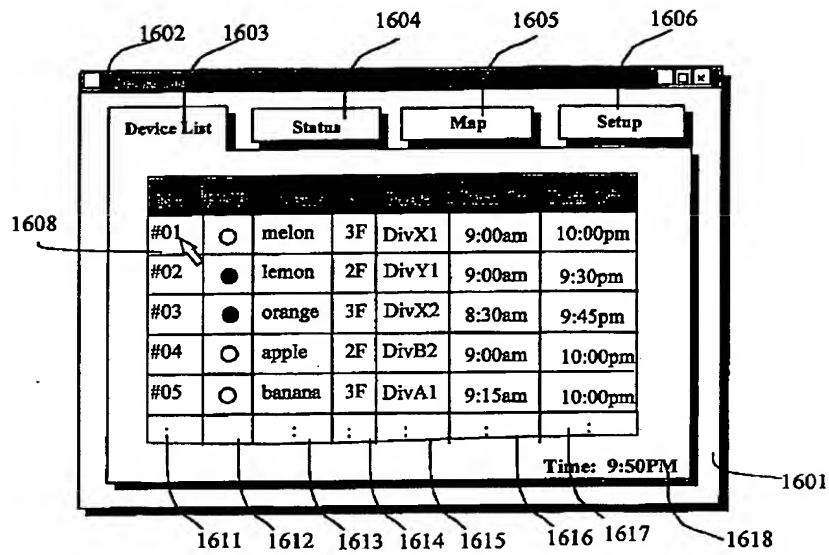 1602 1603 1604 1605 1606
Device List Status Map Setup
1608
#01 melon 3F DivX1 9:00am 10:00pm
#02 lemon 2F DivY1 9:00am 9:30pm
#03 orange 3F DivX2 8:30am 9:45pm
#04 apple 2F DivB2 9:00am 10:00pm
#05 banana 3F DivA1 9:15am 10:00pm
: : : : : :
Time: 9:50PM
1601
1611 1612 1613 1614 1615 1616 1617 1618